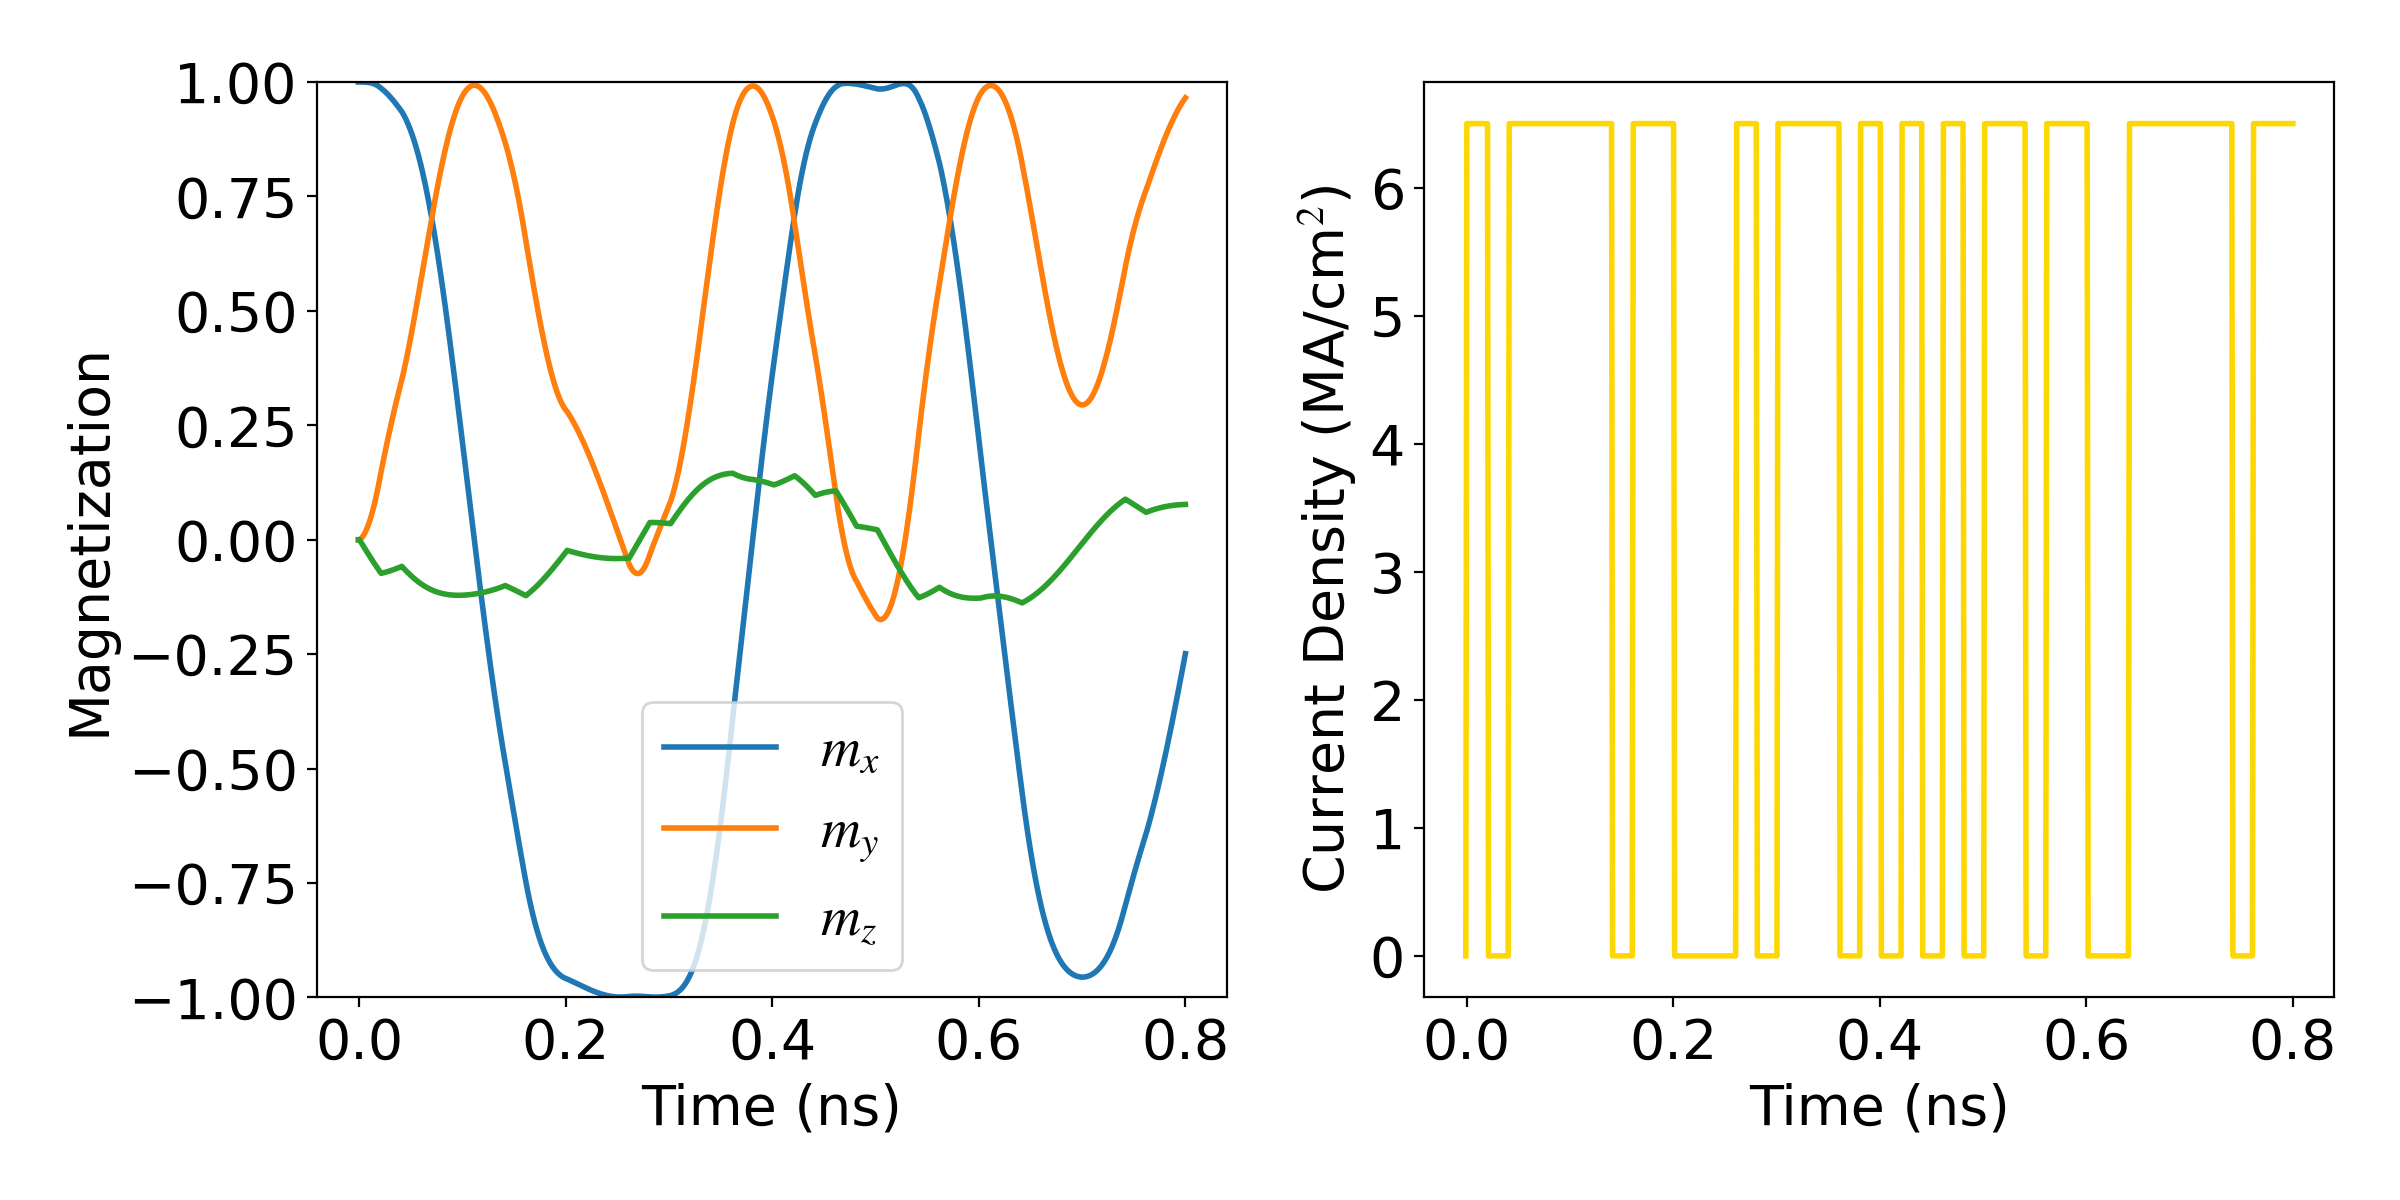 Magnetization
1.00
0.75
0.50
0.25
0.00
−0.25
−0.50
−0.75
−1.00
0.0 0.2 0.4 0.6 0.8
Time (ns)
m_x
m_y
m_z
Current Density (MA/cm²)
6
5
4
3
2
1
0
0.0 0.2 0.4 0.6 0.8
Time (ns)